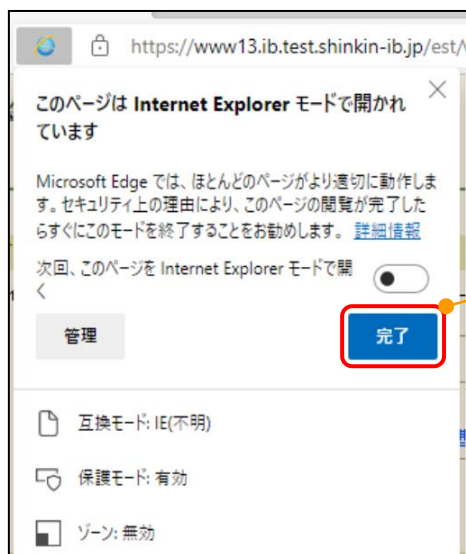 https://www13.ib.test.shinkin-ib.jp/est/
このページは Internet Explorer モードで開かれ
ています
Microsoft Edge では、ほとんどのページがより適切に動作しま
す。セキュリティ上の理由により、このページの閲覧が完了した
らすぐにこのモードを終了することをお勧めします。 詳細情報
次回、このページを Internet Explorer モードで開
く
管理
完了
互換モード: IE(不明)
保護モード: 有効
ゾーン: 無効